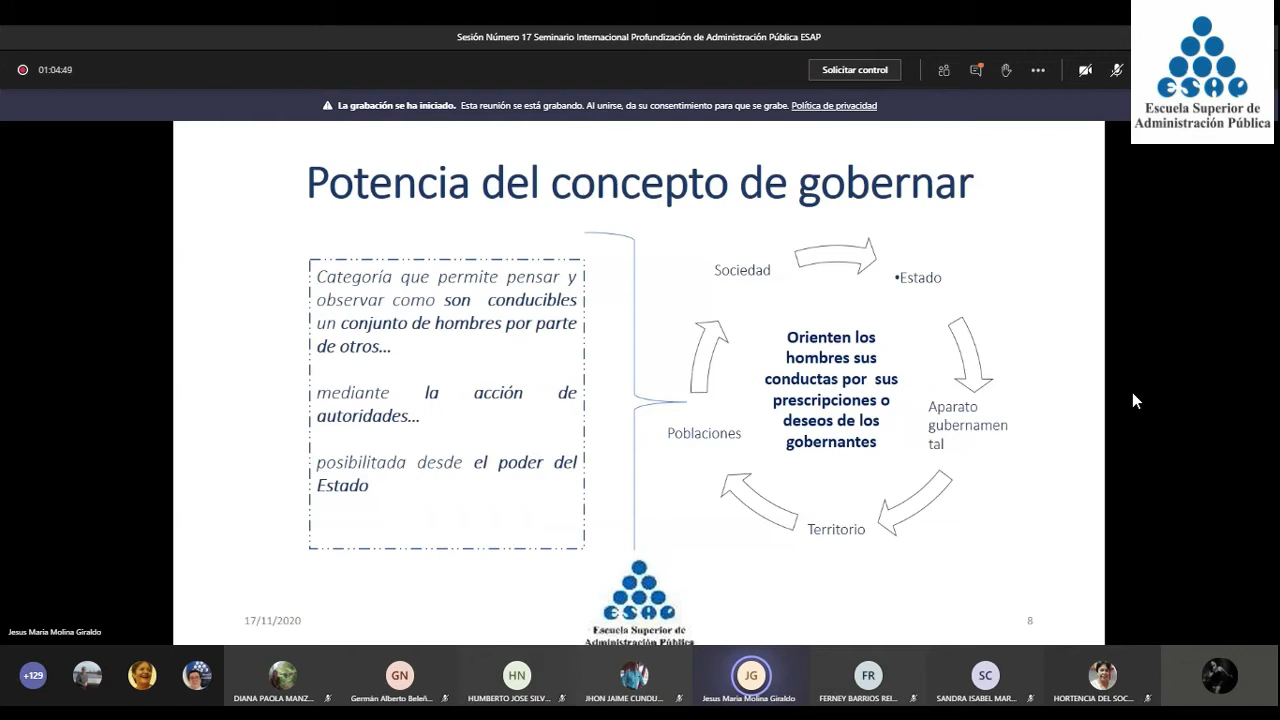 Sesión Número 17 Seminario Internacional Profundización de Administración Pública ESAP
01:04:49
Solicitar control
La grabación se ha iniciado. Esta reunión se está grabando. Al unirse, da su consentimiento para que se grabe. Política de privacidad
ESAP
Escuela Superior de
Administración Pública
Potencia del concepto de gobernar
Categoría que permite pensar y
observar como son conducibles
un conjunto de hombres por parte
de otros...
mediante la acción de
autoridades...
posibilitada desde el poder del
Estado
Sociedad
•Estado
Orienten los
hombres sus
conductas por sus
prescripciones o
deseos de los
gobernantes
Aparato
gubernamen
tal
Poblaciones
Territorio
ESAP
Escuela Superior de
Administración Pública
17/11/2020
8
Jesus Maria Molina Giraldo
+129
DIANA PAOLA MANZ...
GN
Germán Alberto Beleñ...
HN
HUMBERTO JOSE SILV...
JHON JAIME CUNDU...
JG
Jesus Maria Molina Giraldo
FR
FERNEY BARRIOS REI...
SC
SANDRA ISABEL MAR...
HORTENCIA DEL SOC...